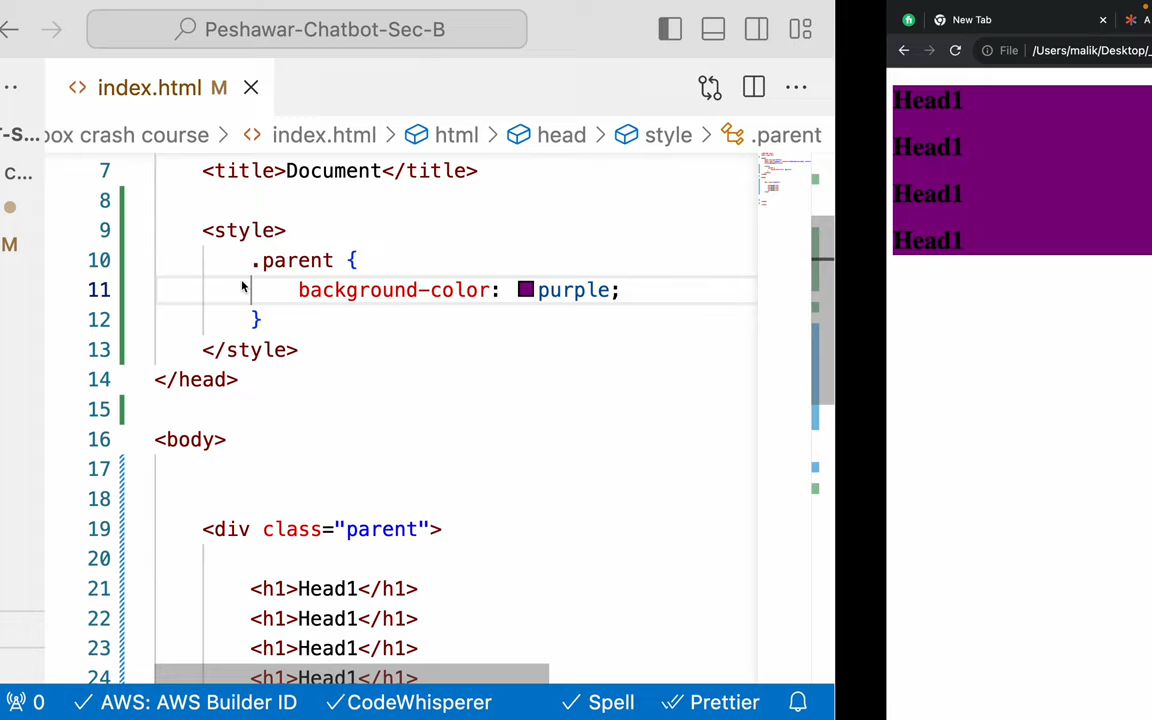 Peshawar-Chatbot-Sec-B
index.html M
T-S... box crash course > index.html > html > head > style > .parent
C...
M
7 <title>Document</title>
8
9 <style>
10 .parent {
11 background-color: purple;
12 }
13 </style>
14 </head>
15
16 <body>
17
18
19 <div class="parent">
20
21 <h1>Head1</h1>
22 <h1>Head1</h1>
23 <h1>Head1</h1>
24 <h1>Head1</h1>
0 AWS: AWS Builder ID CodeWhisperer Spell Prettier
New Tab
File /Users/malik/Desktop/_
Head1
Head1
Head1
Head1